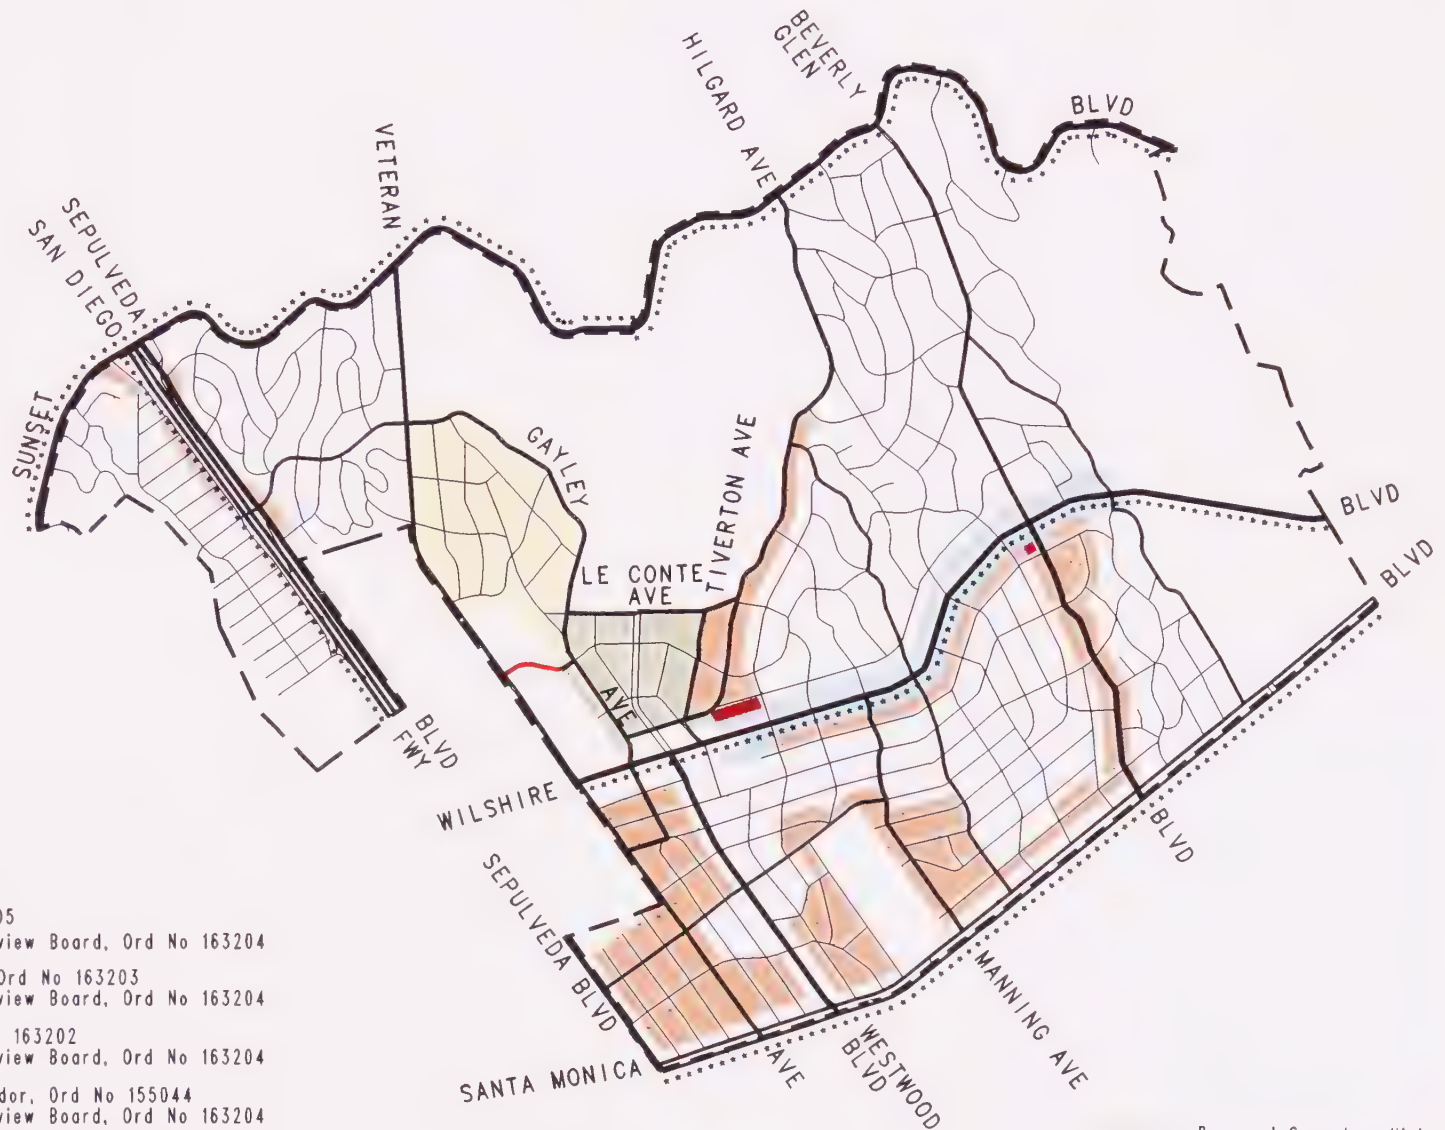 BEVERLY
GLEN
HILGARD AVE
BLVD
VETERAN
SEPULVEDA
SAN DIEGO
SUNSET
GAYLEY
TIVERTON AVE
LE CONTE
AVE
BLVD
BLVD
AVE
BLVD
FWY
WILSHIRE
BLVD
SEPULVEDA BLVD
MANNING AVE
WESTWOOD
BLVD
AVE
SANTA MONICA
05
view Board, Ord No 163204
Ord No 163203
view Board, Ord No 163204
163202
view Board, Ord No 163204
dor, Ord No 155044
view Board, Ord No 163204